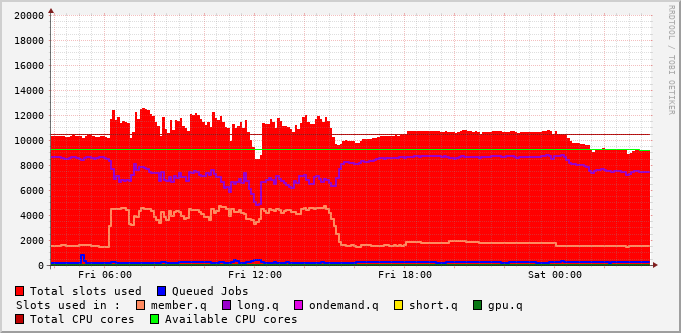 20000
18000
16000
14000
12000
10000
8000
6000
4000
2000
0
Fri 06:00 Fri 12:00 Fri 18:00 Sat 00:00
RRDTOOL / TOBI OETIKER
Total slots used Queued Jobs
Slots used in : member.q long.q ondemand.q short.q gpu.q
Total CPU cores Available CPU cores